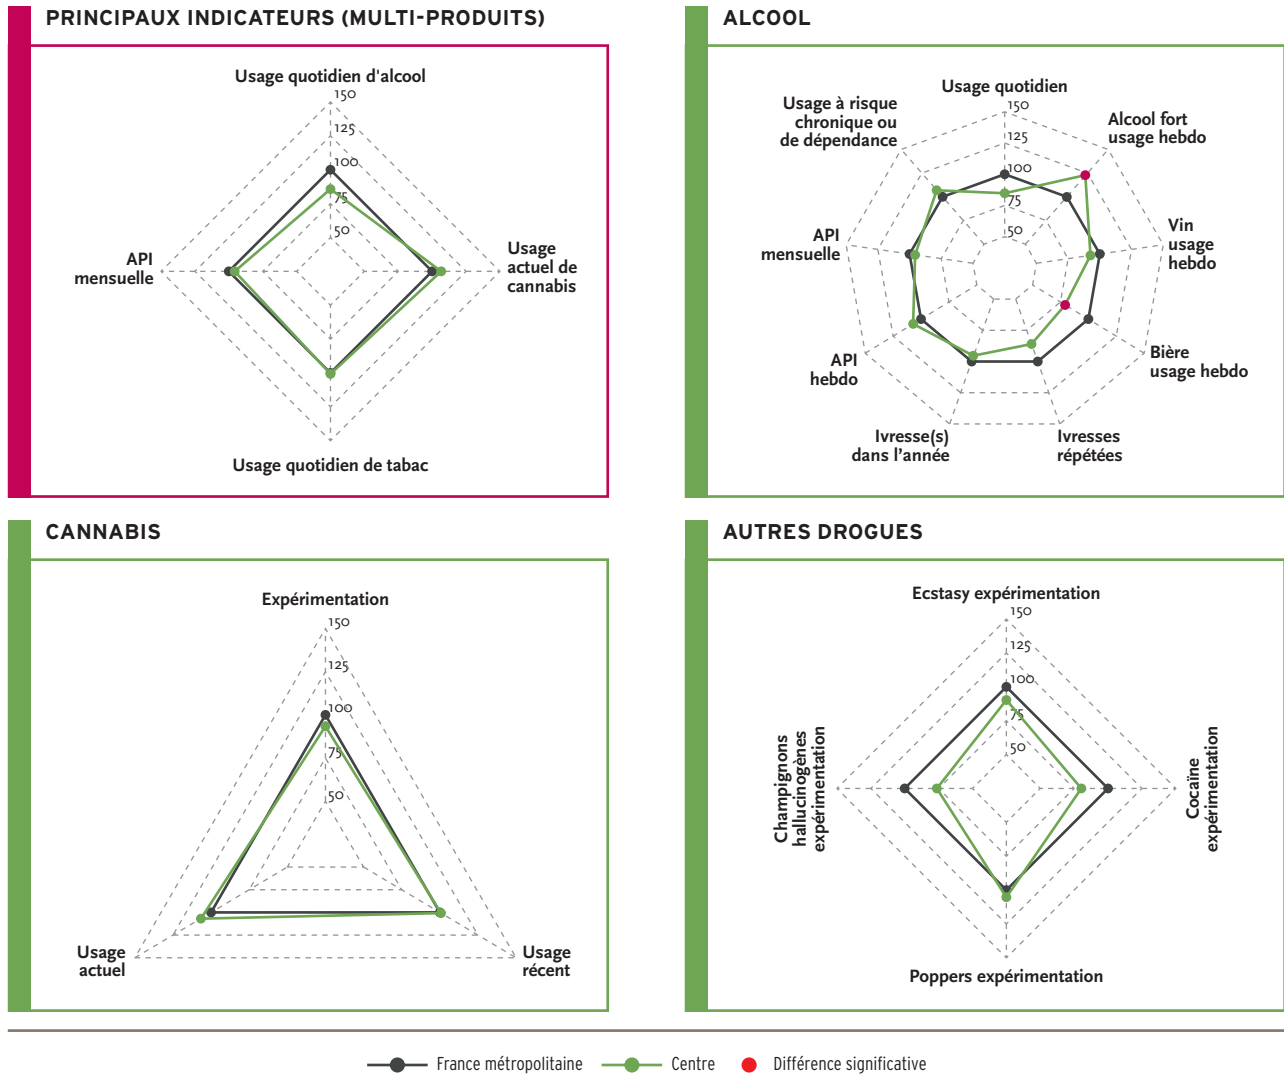 PRINCIPAUX INDICATEURS (MULTI-PRODUITS)
Usage quotidien d'alcool
150
125
100
75
50
API
mensuelle
Usage
actuel de
cannabis
Usage quotidien de tabac
ALCOOL
Usage quotidien
150
125
100
75
50
Usage à risque
chronique ou
de dépendance
Alcool fort
usage hebdo
API
mensuelle
Vin
usage
hebdo
API
hebdo
Bière
usage hebdo
Ivresse(s)
dans l'année
Ivresses
répétées
CANNABIS
Expérimentation
150
125
100
75
50
Usage
actuel
Usage
récent
AUTRES DROGUES
Ecstasy expérimentation
150
125
100
75
50
Champignons
hallucinogènes
expérimentation
Cocaïne
expérimentation
Poppers expérimentation
France métropolitaine
Centre
Différence significative